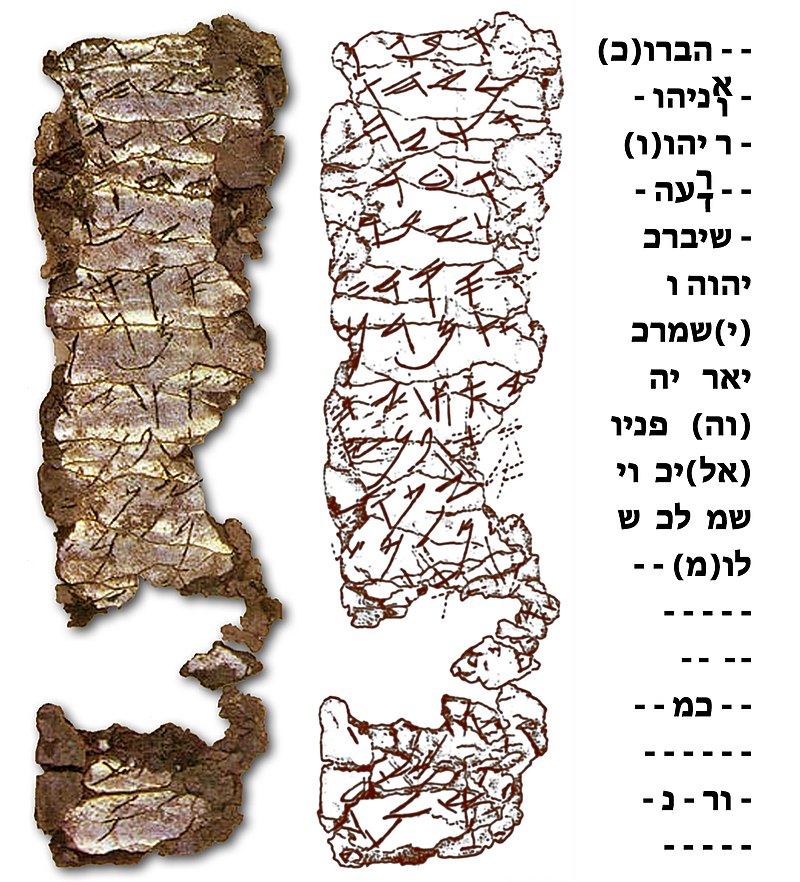 - - הברו(כ)
- א/ו ניהו -
- ר יהו(ו)
- - ר/ד עה -
- שיברכ
יהוה ו
(י)שמרכ
יאר יה
(וה) פניו
(אל)יכ וי
שמ לכ ש
לו(מ) - -
- - - - -
- - - -
- - כמ - -
- - - - - -
- ור - נ -
- - - - -